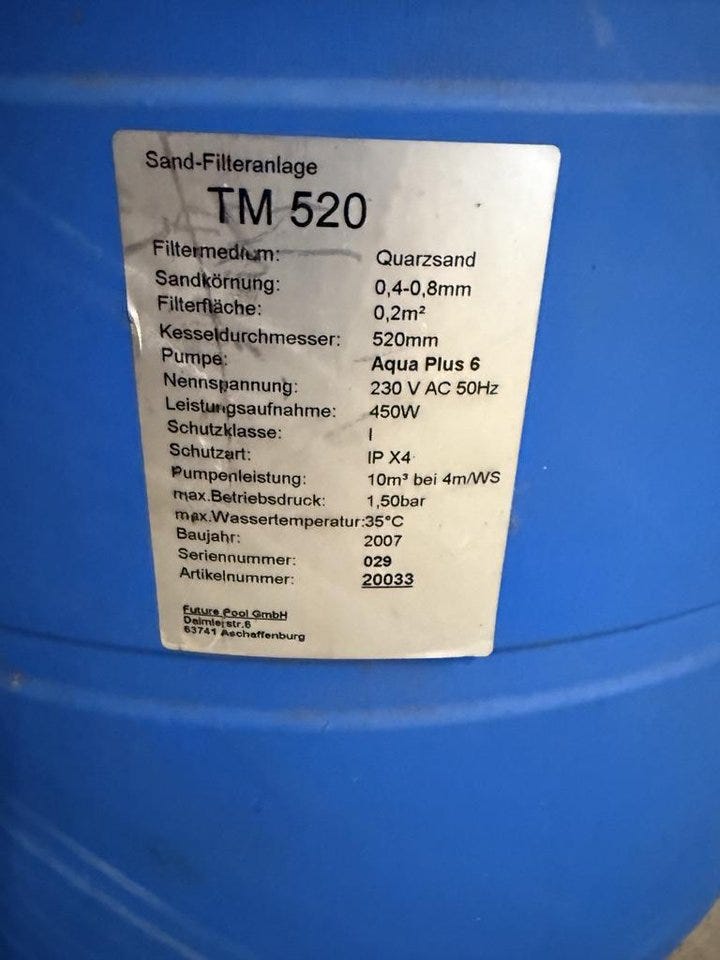 Sand-Filteranlage
TM 520
Filtermedium: Quarzsand
Sandkörnung: 0,4-0,8mm
Filterfläche: 0,2m²
Kesseldurchmesser: 520mm
Pumpe: Aqua Plus 6
Nennspannung: 230 V AC 50Hz
Leistungsaufnahme: 450W
Schutzklasse: I
Schutzart: IP X4
Pumpenleistung: 10m³ bei 4m/WS
max.Betriebsdruck: 1,50bar
max.Wassertemperatur:35°C
Baujahr: 2007
Seriennummer: 029
Artikelnummer: 20033
Future Pool GmbH
Daimlerstr.6
63741 Aschaffenburg